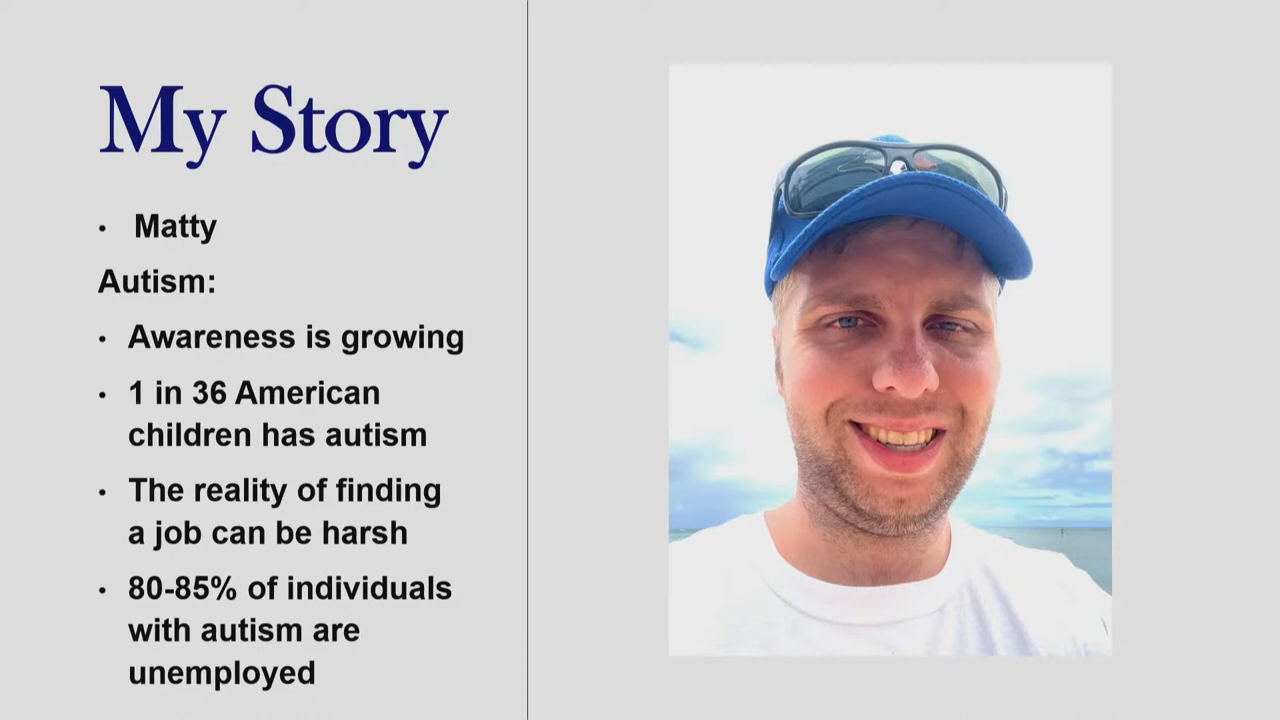 My Story
• Matty
Autism:
• Awareness is growing
• 1 in 36 American
children has autism
• The reality of finding
a job can be harsh
• 80-85% of individuals
with autism are
unemployed